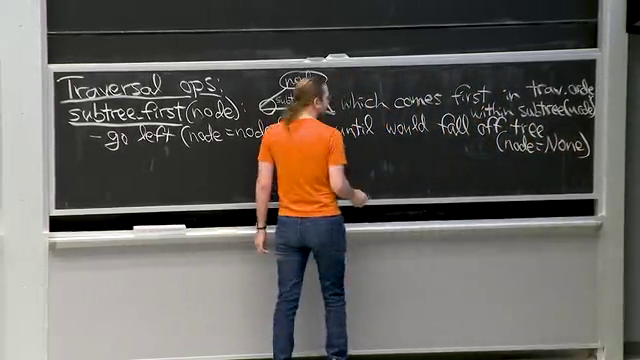 Traversal ops:
subtree_first(node): node which comes first in trav. order
within subtree(node)
- go left (node=node until would fall off tree
(node=None)